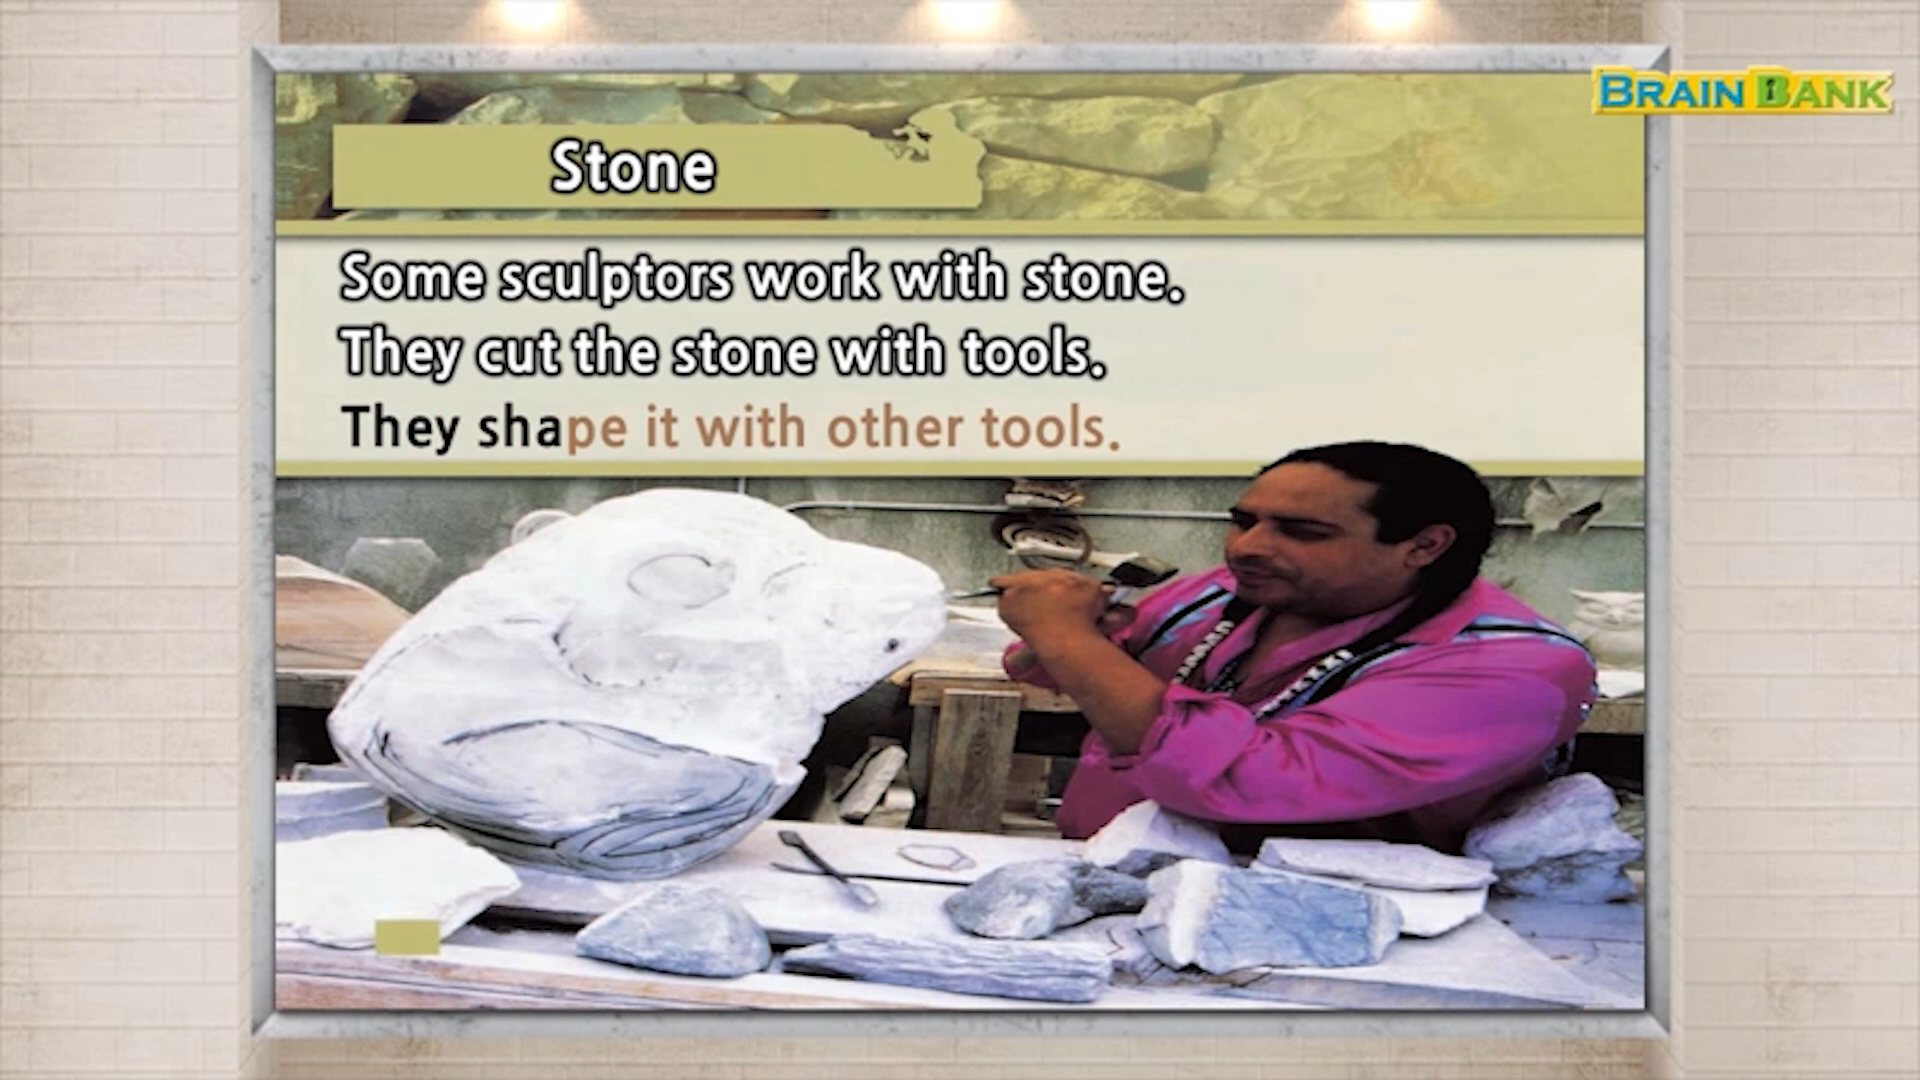 BRAIN BANK
Stone
Some sculptors work with stone.
They cut the stone with tools.
They shape it with other tools.